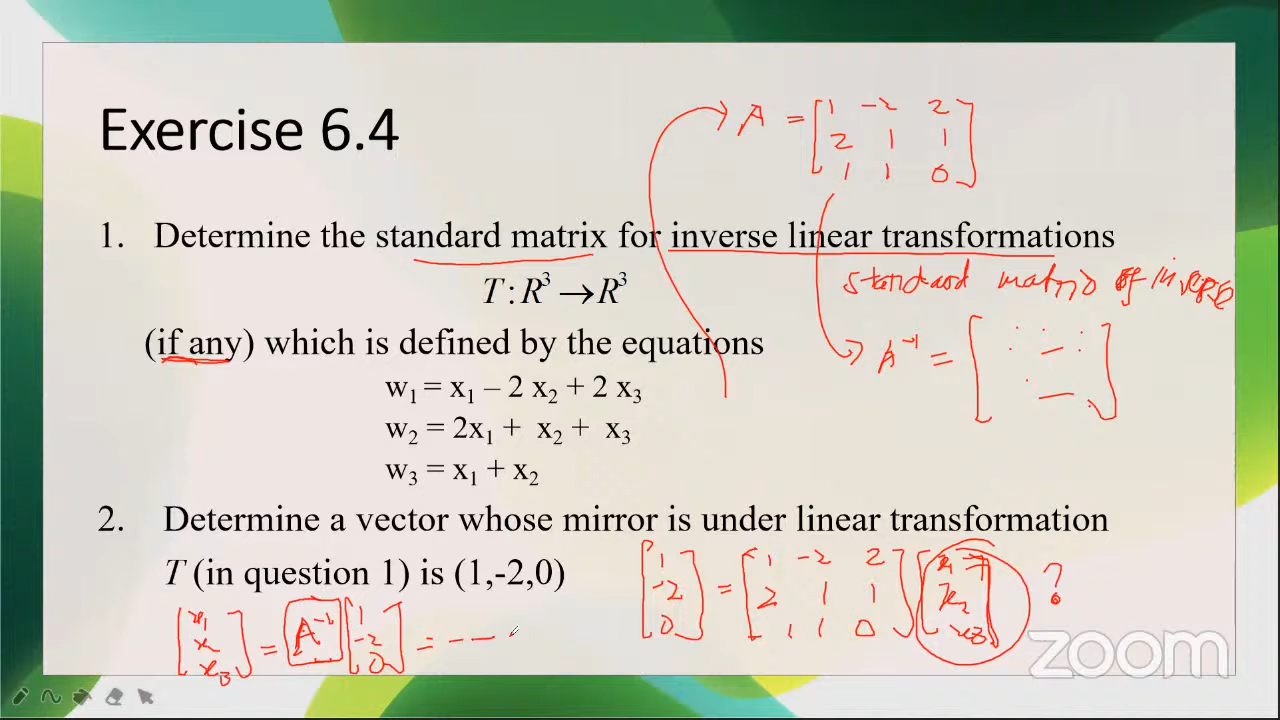 Exercise 6.4
A = [1 -2 2
2 1 1
1 1 0]
1. Determine the standard matrix for inverse linear transformations
T : R³ → R³
standard matrix of inverse
(if any) which is defined by the equations
A⁻¹ =
w₁ = x₁ – 2 x₂ + 2 x₃
w₂ = 2x₁ + x₂ + x₃
w₃ = x₁ + x₂
2. Determine a vector whose mirror is under linear transformation
T (in question 1) is (1,-2,0)
[1 -2 0] = [1 -2 2 2 1 1 1 1 0] [x₁ x₂ x₃] ?
[x₁ x₂ x₃] = A⁻¹ [1 -2 0] = - - -
zoom